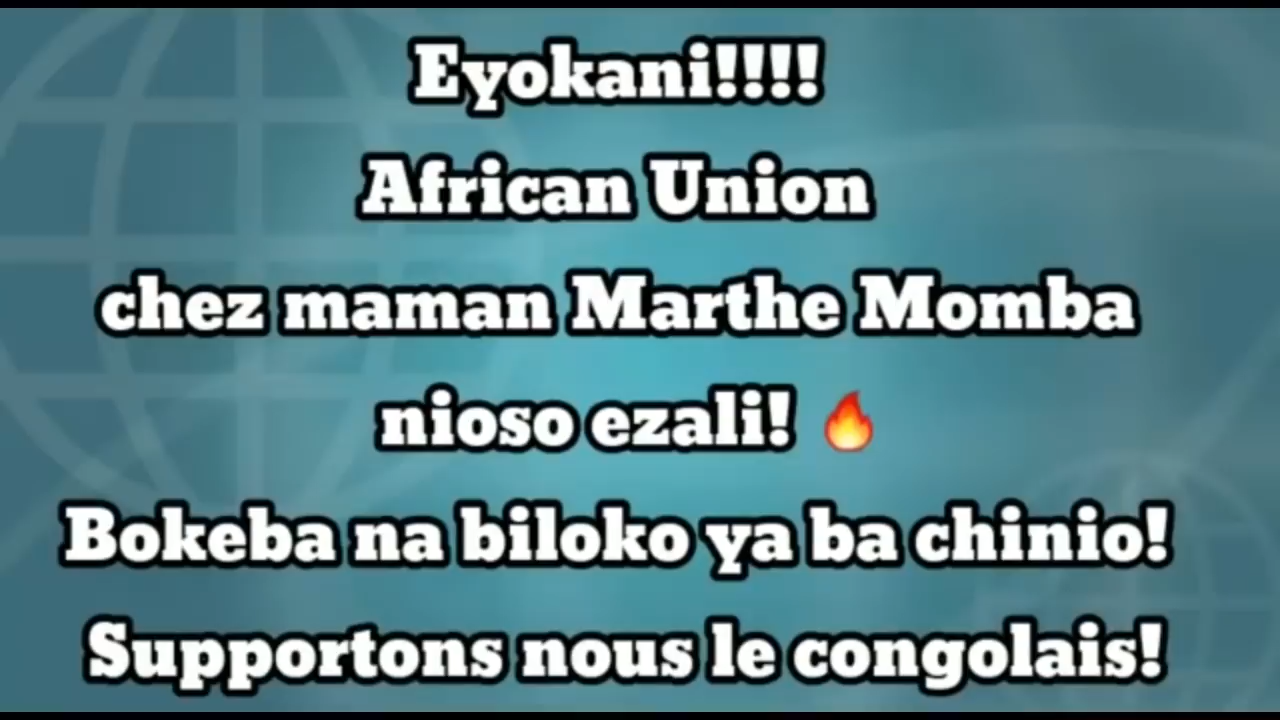 Eyokani!!!!
African Union
chez maman Marthe Momba
nioso ezali! 🔥
Bokeba na biloko ya ba chinio!
Supportons nous le congolais!